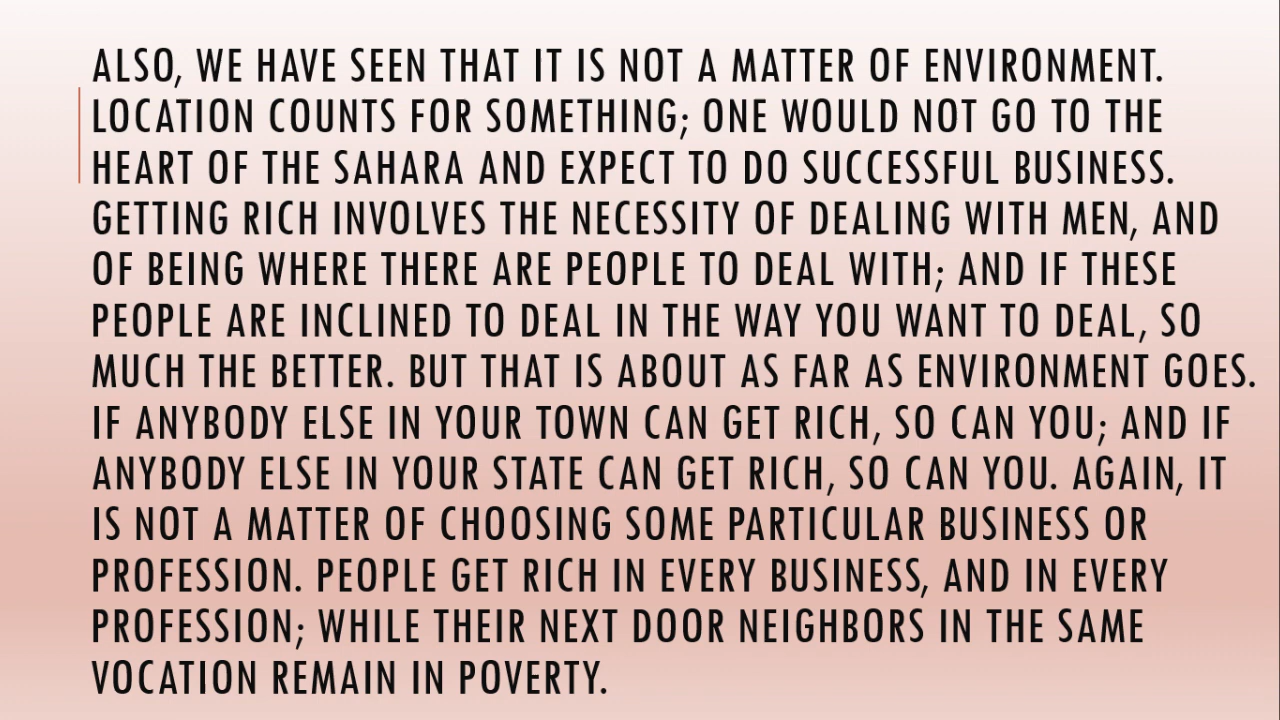 ALSO, WE HAVE SEEN THAT IT IS NOT A MATTER OF ENVIRONMENT.
LOCATION COUNTS FOR SOMETHING; ONE WOULD NOT GO TO THE
HEART OF THE SAHARA AND EXPECT TO DO SUCCESSFUL BUSINESS.
GETTING RICH INVOLVES THE NECESSITY OF DEALING WITH MEN, AND
OF BEING WHERE THERE ARE PEOPLE TO DEAL WITH; AND IF THESE
PEOPLE ARE INCLINED TO DEAL IN THE WAY YOU WANT TO DEAL, SO
MUCH THE BETTER. BUT THAT IS ABOUT AS FAR AS ENVIRONMENT GOES.
IF ANYBODY ELSE IN YOUR TOWN CAN GET RICH, SO CAN YOU; AND IF
ANYBODY ELSE IN YOUR STATE CAN GET RICH, SO CAN YOU. AGAIN, IT
IS NOT A MATTER OF CHOOSING SOME PARTICULAR BUSINESS OR
PROFESSION. PEOPLE GET RICH IN EVERY BUSINESS, AND IN EVERY
PROFESSION; WHILE THEIR NEXT DOOR NEIGHBORS IN THE SAME
VOCATION REMAIN IN POVERTY.